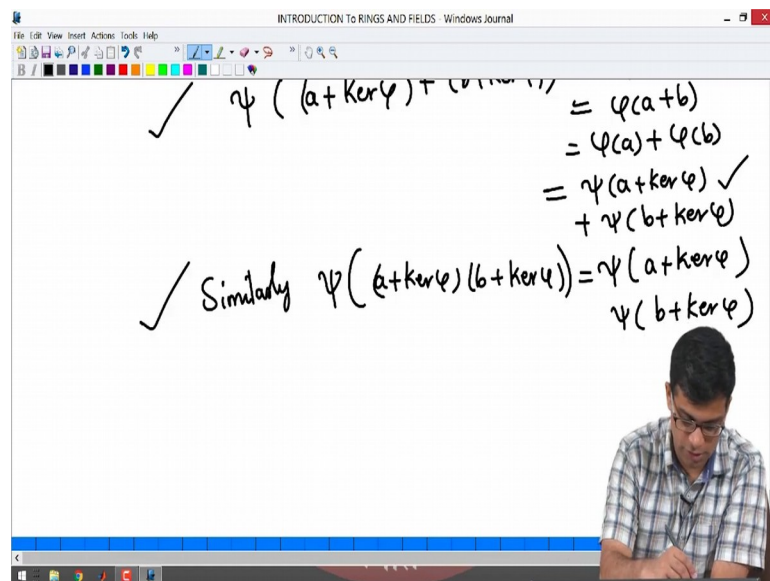 INTRODUCTION To RINGS AND FIELDS - Windows Journal
File Edit View Insert Actions Tools Help
B I
ψ ( (a+ker φ) +
= φ(a+b)
= φ(a) + φ(b)
= ψ(a+ker φ) ✓
+ ψ(b+ker φ)
✓ Similarly ψ((a+ker φ)(b+ker φ)) = ψ(a+ker φ)
ψ(b+ker φ)